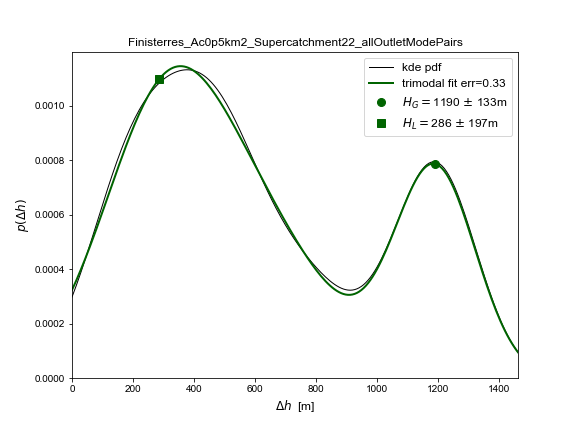 Finisterres_Ac0p5km2_Supercatchment22_allOutletModePairs
kde pdf
trimodal fit err=0.33
H_G = 1190 ± 133m
H_L = 286 ± 197m
0.0010
0.0008
0.0006
0.0004
0.0002
0.0000
p(Δh)
0 200 400 600 800 1000 1200 1400
Δh [m]